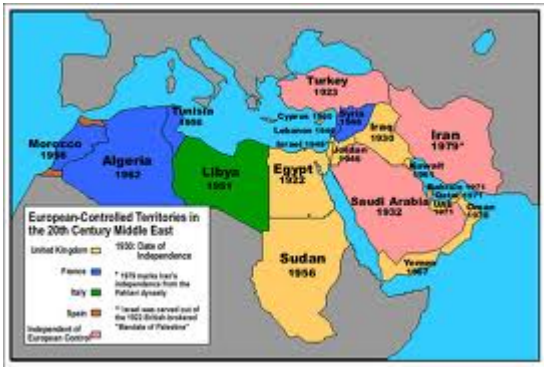 Turkey
1923
Tunisia
1956
Cyprus 1960
Syria
1946
Lebanon
Iraq
1930
Iran
1979*
Morocco
1956
Israel
Jordan
1946
Kuwait
1961
Algeria
1962
Libya
1951
Egypt
1922
Bahrain 1971
Qatar 1971
UAE
1971
Oman
Saudi Arabia
1932
European-Controlled Territories in
the 20th Century Middle East
United Kingdom
1930: Date of
Independence
Sudan
1956
Yemen
1967
France
* 1979 marks Iran's
independence from the
Pahlavi dynasty
Italy
** Israel was carved out of
the 1922 British brokered
"Mandate of Palestine"
Spain
Independent of
European Control